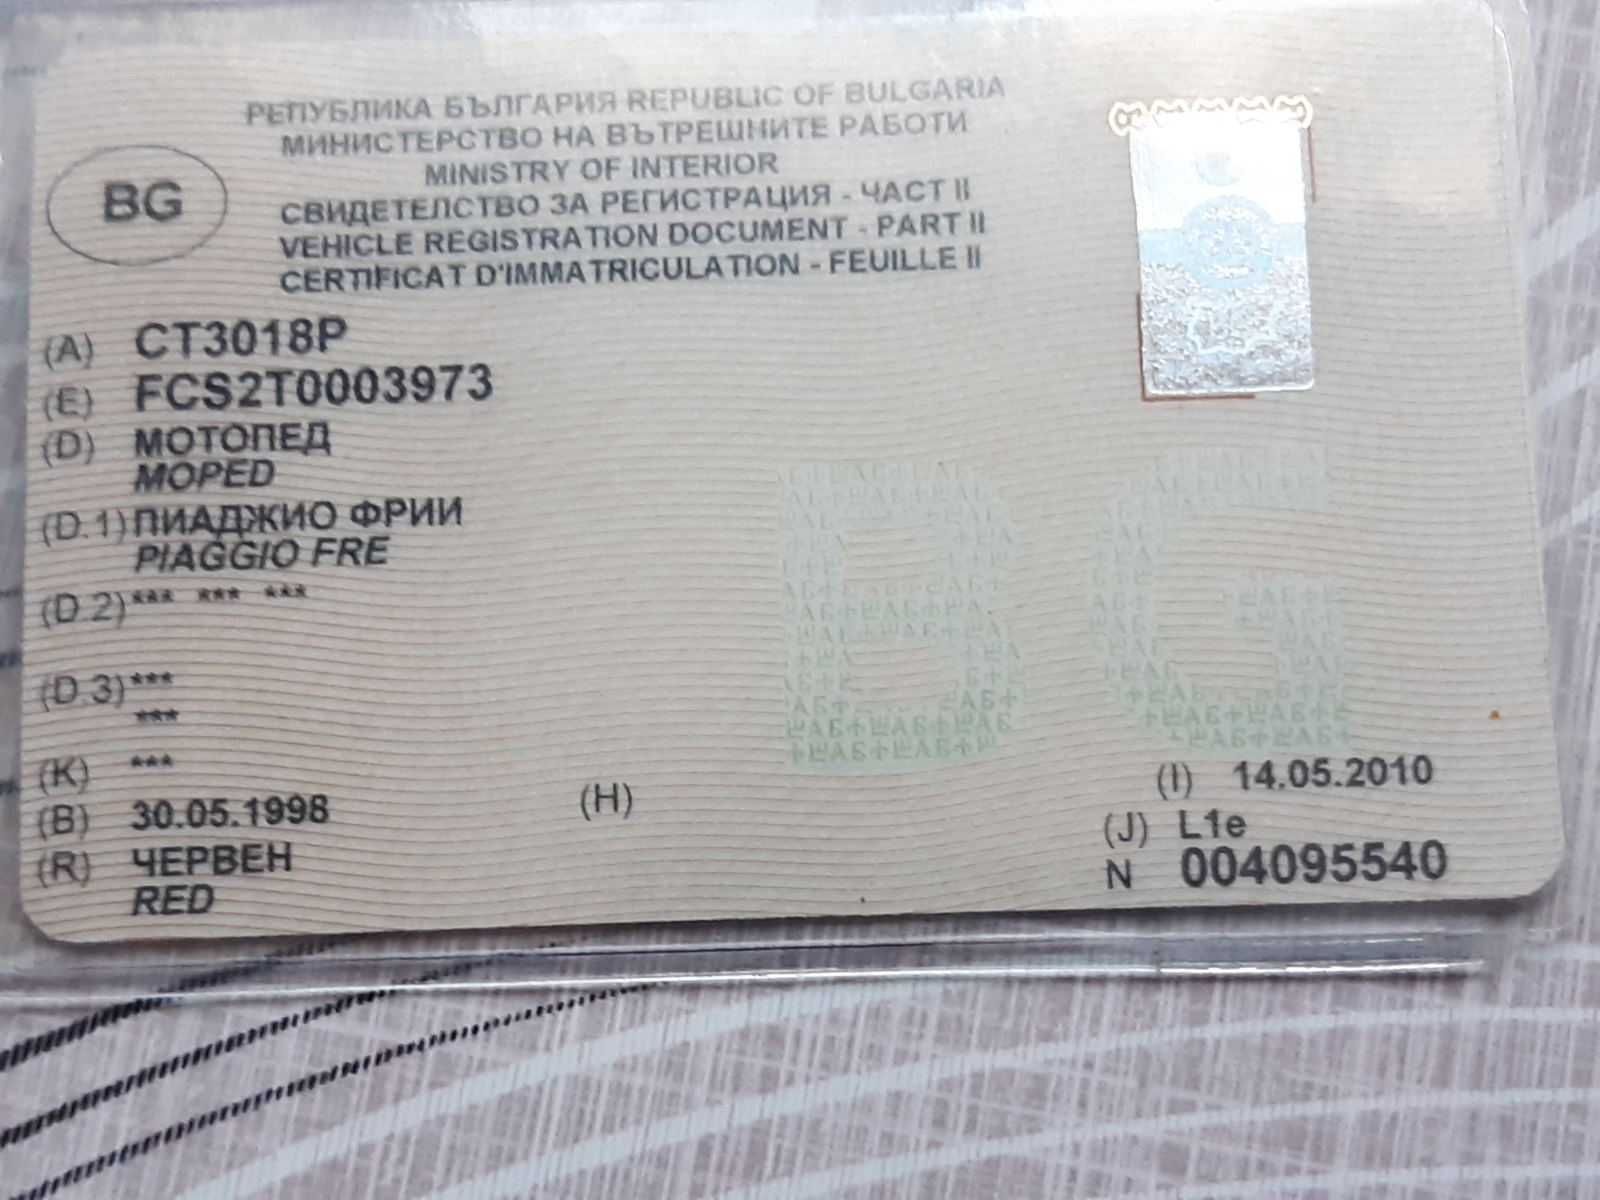 РЕПУБЛИКА БЪЛГАРИЯ REPUBLIC OF BULGARIA
МИНИСТЕРСТВО НА ВЪТРЕШНИТЕ РАБОТИ
MINISTRY OF INTERIOR
BG
СВИДЕТЕЛСТВО ЗА РЕГИСТРАЦИЯ - ЧАСТ II
VEHICLE REGISTRATION DOCUMENT - PART II
CERTIFICAT D'IMMATRICULATION - FEUILLE II
(A) CT3018P
(E) FCS2T0003973
(D) МОТОПЕД
MOPED
(D.1) ПИАДЖИО ФРИИ
PIAGGIO FRE
(D.2) *** *** ***
(D.3) ***
***
(K) ***
(I) 14.05.2010
(B) 30.05.1998 (H)
(J) L1e
(R) ЧЕРВЕН
N 004095540
RED